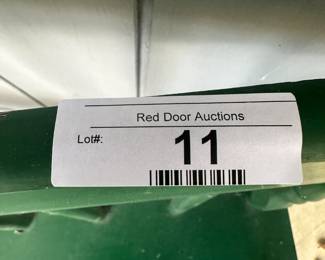 Red Door Auctions
Lot#: 11